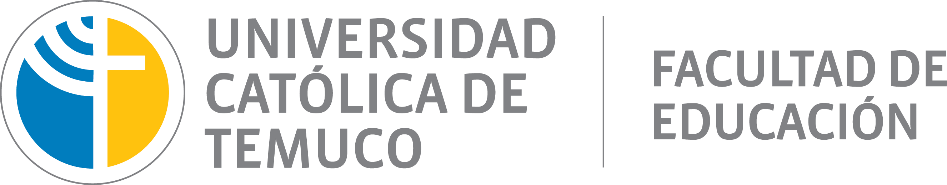 UNIVERSIDAD
CATÓLICA DE
TEMUCO
FACULTAD DE
EDUCACIÓN